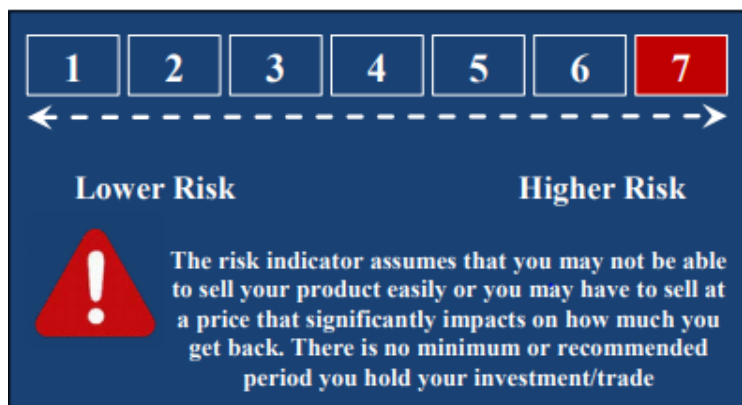 1 2 3 4 5 6 7
Lower Risk Higher Risk
The risk indicator assumes that you may not be able
to sell your product easily or you may have to sell at
a price that significantly impacts on how much you
get back. There is no minimum or recommended
period you hold your investment/trade